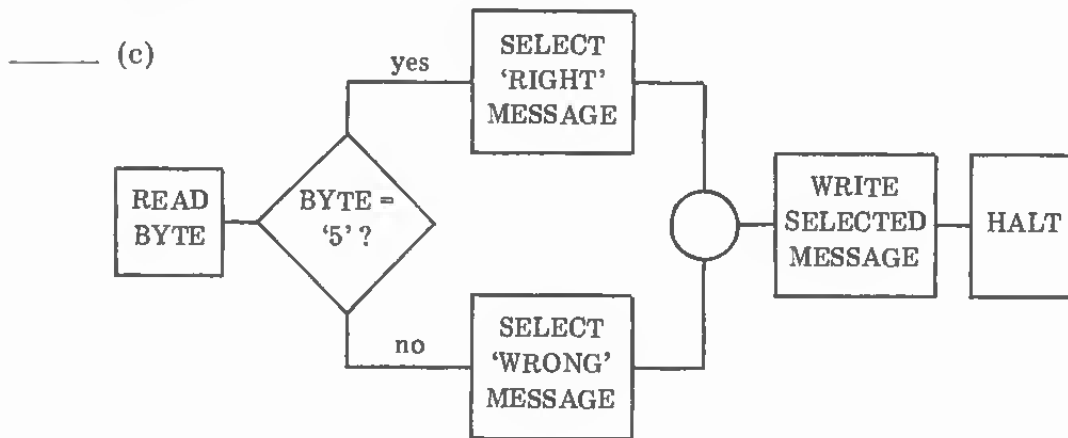 (c)
READ
BYTE
BYTE =
‘5’ ?
yes
SELECT
‘RIGHT’
MESSAGE
no
SELECT
‘WRONG’
MESSAGE
WRITE
SELECTED
MESSAGE
HALT